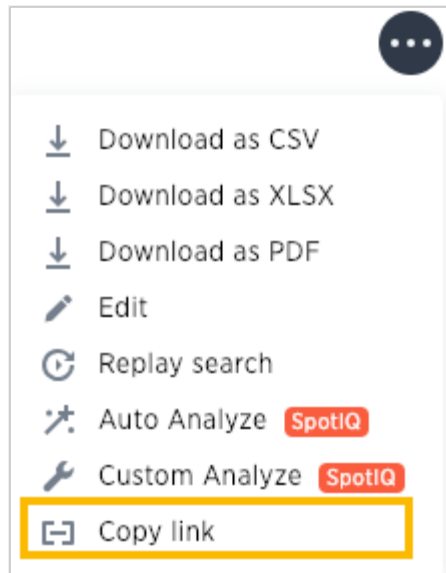 Download as CSV
Download as XLSX
Download as PDF
Edit
Replay search
Auto Analyze SpotIQ
Custom Analyze SpotIQ
Copy link